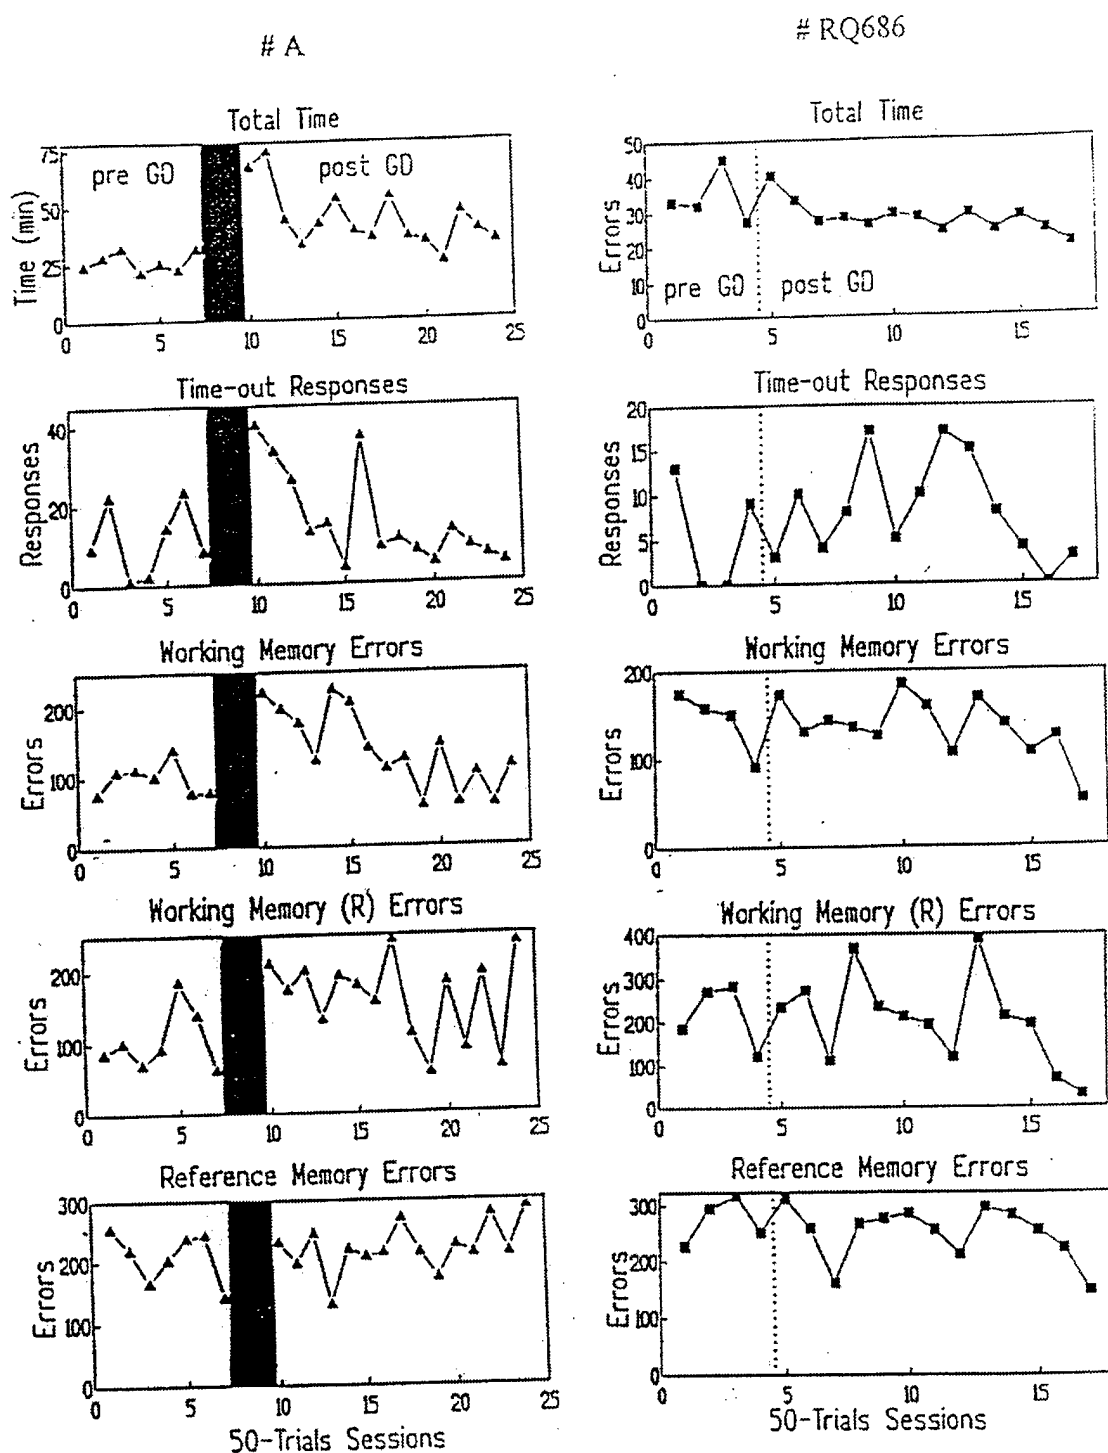 # A
# RQ686
Total Time
75
50
25
0
Time (min)
pre GD
post GD
0 5 10 15 20 25
Total Time
50
40
30
20
10
0
Errors
pre GD
post GD
0 5 10 15
Time-out Responses
40
20
0
Responses
0 5 10 15 20 25
Time-out Responses
20
15
10
5
0
Responses
0 5 10 15
Working Memory Errors
200
100
0
Errors
0 5 10 15 20 25
Working Memory Errors
200
100
0
Errors
0 5 10 15
Working Memory (R) Errors
200
100
0
Errors
0 5 10 15 20 25
Working Memory (R) Errors
400
300
200
100
0
Errors
0 5 10 15
Reference Memory Errors
300
200
100
0
Errors
0 5 10 15 20 25
50-Trials Sessions
Reference Memory Errors
300
200
100
0
Errors
0 5 10 15
50-Trials Sessions